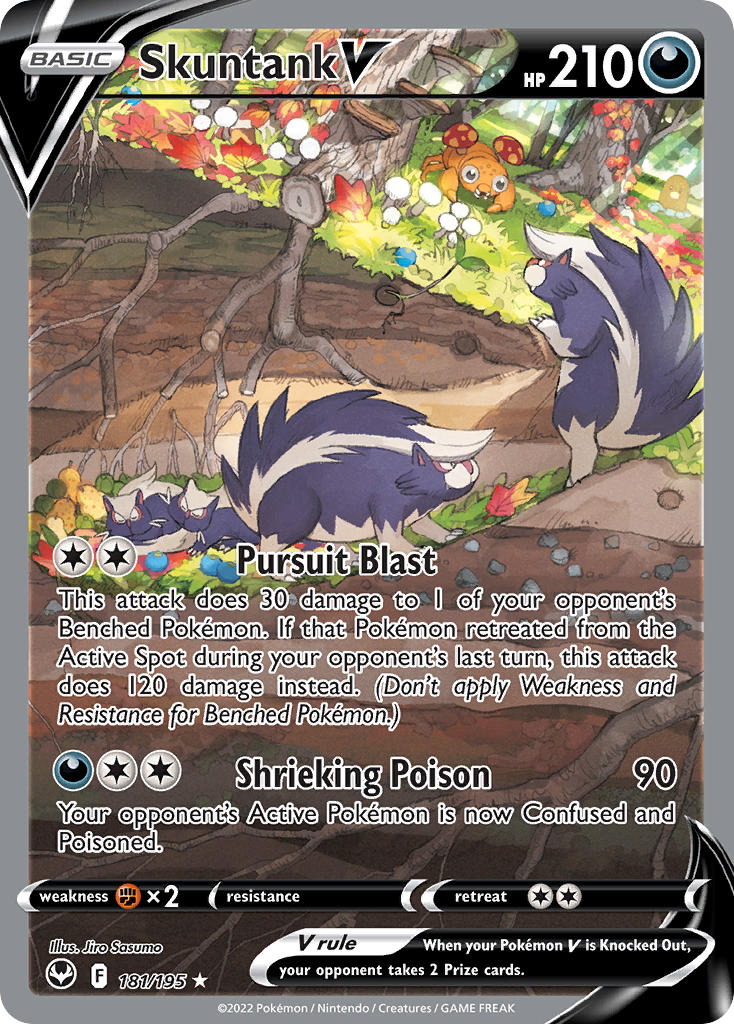 BASIC Skuntank V HP 210
Pursuit Blast
This attack does 30 damage to 1 of your opponent's
Benched Pokémon. If that Pokémon retreated from the
Active Spot during your opponent's last turn, this attack
does 120 damage instead. (Don't apply Weakness and
Resistance for Benched Pokémon.)
Shrieking Poison 90
Your opponent's Active Pokémon is now Confused and
Poisoned.
weakness ×2 resistance retreat
Illus. Jiro Sasumo
V rule When your Pokémon V is Knocked Out,
your opponent takes 2 Prize cards.
F 181/195 ★
©2022 Pokémon / Nintendo / Creatures / GAME FREAK